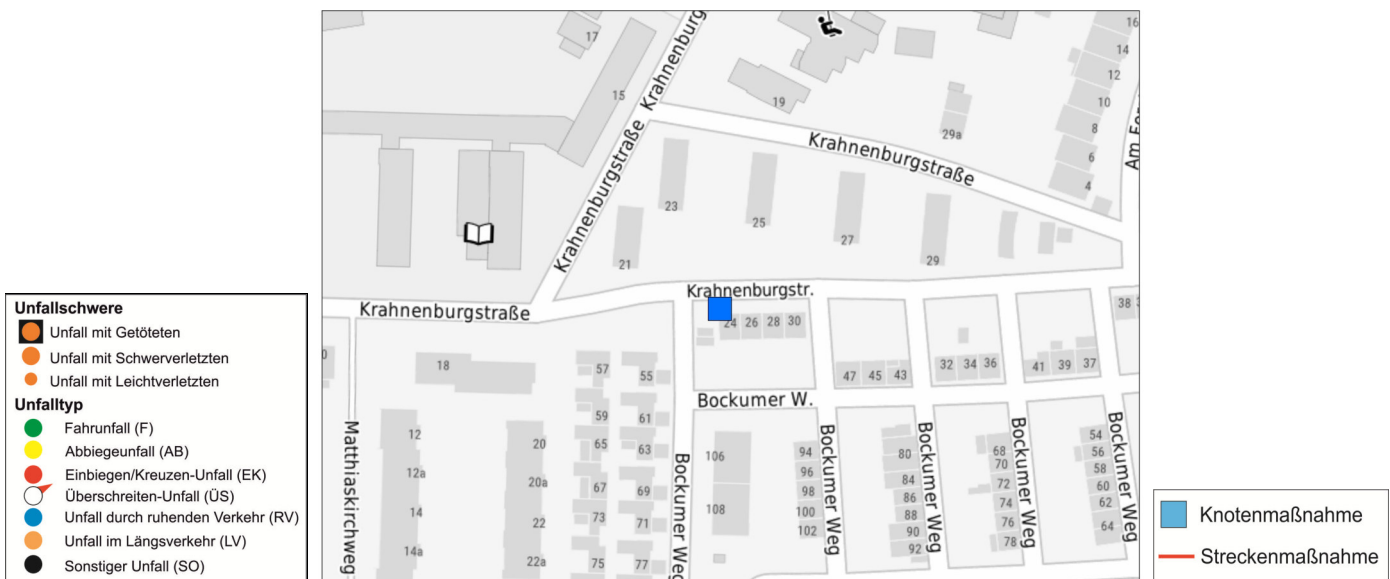 Unfallschwere
Unfall mit Getöteten
Unfall mit Schwerverletzten
Unfall mit Leichtverletzten
Unfalltyp
Fahrunfall (F)
Abbiegeunfall (AB)
Einbiegen/Kreuzen-Unfall (EK)
Überschreiten-Unfall (ÜS)
Unfall durch ruhenden Verkehr (RV)
Unfall im Längsverkehr (LV)
Sonstiger Unfall (SO)
17
15
Krahnenburg
Krahnenburgstraße
19
29a
16
14
12
10
8
6
4
Krahnenburgstraße
23
25
27
29
21
Krahnenburgstr.
Krahnenburgstraße
24 26 28 30
38
18
57
55
47 45 43
32 34 36
41 39 37
Bockumer W.
59
61
65
63
67
69
73
71
75
77
Matthiaskirchweg
12
12a
14
14a
20
20a
22
22a
Bockumer Weg
106
108
94
96
98
100
102
Bockumer Weg
80
84
86
88
90
92
Bockumer Weg
68
70
72
74
76
78
Bockumer Weg
54
56
58
60
62
64
Bockumer Weg
Knotenmaßnahme
Streckenmaßnahme